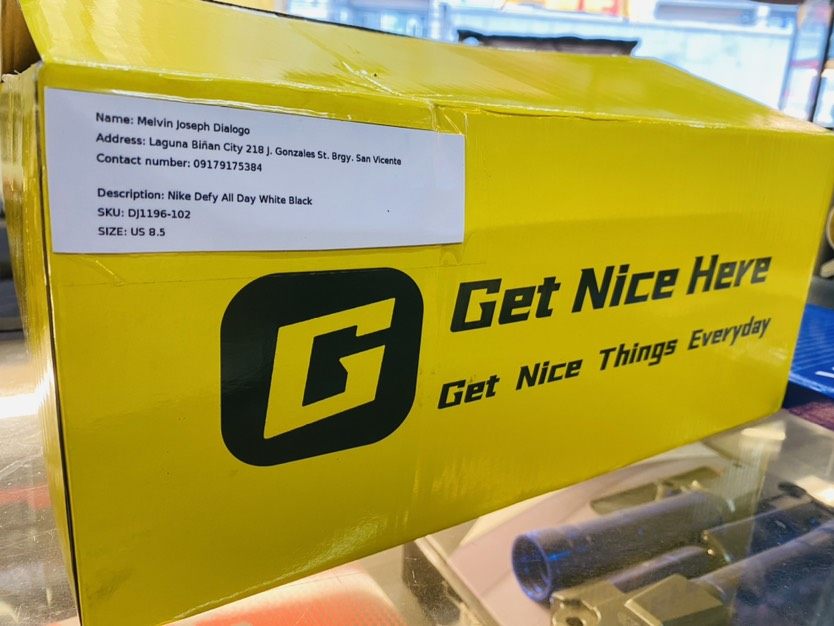 Name: Melvin Joseph Dialogo
Address: Laguna Biñan City 218 J. Gonzales St. Brgy. San Vicente
Contact number: 09179175384
Description: Nike Defy All Day White Black
SKU: DJ1196-102
SIZE: US 8.5
G
Get Nice Here
Get Nice Things Everyday